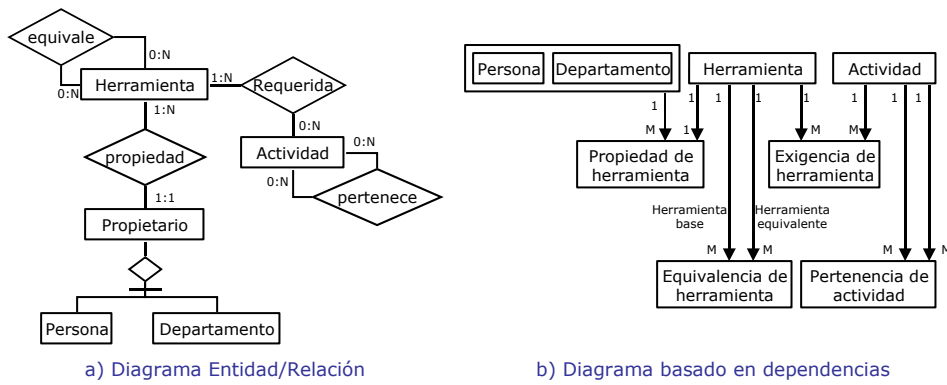 equivale
0:N
0:N
Herramienta
1:N
Requerida
1:N
0:N
propiedad
Actividad
0:N
0:N
1:1
pertenece
Propietario
Persona
Departamento
a) Diagrama Entidad/Relación
Persona
Departamento
Herramienta
Actividad
1
1
1
1
1
1
1
1
M
1
M
M
Propiedad de
herramienta
Exigencia de
herramienta
Herramienta
base
Herramienta
equivalente
M
M
M
M
Equivalencia de
herramienta
Pertenencia de
actividad
b) Diagrama basado en dependencias